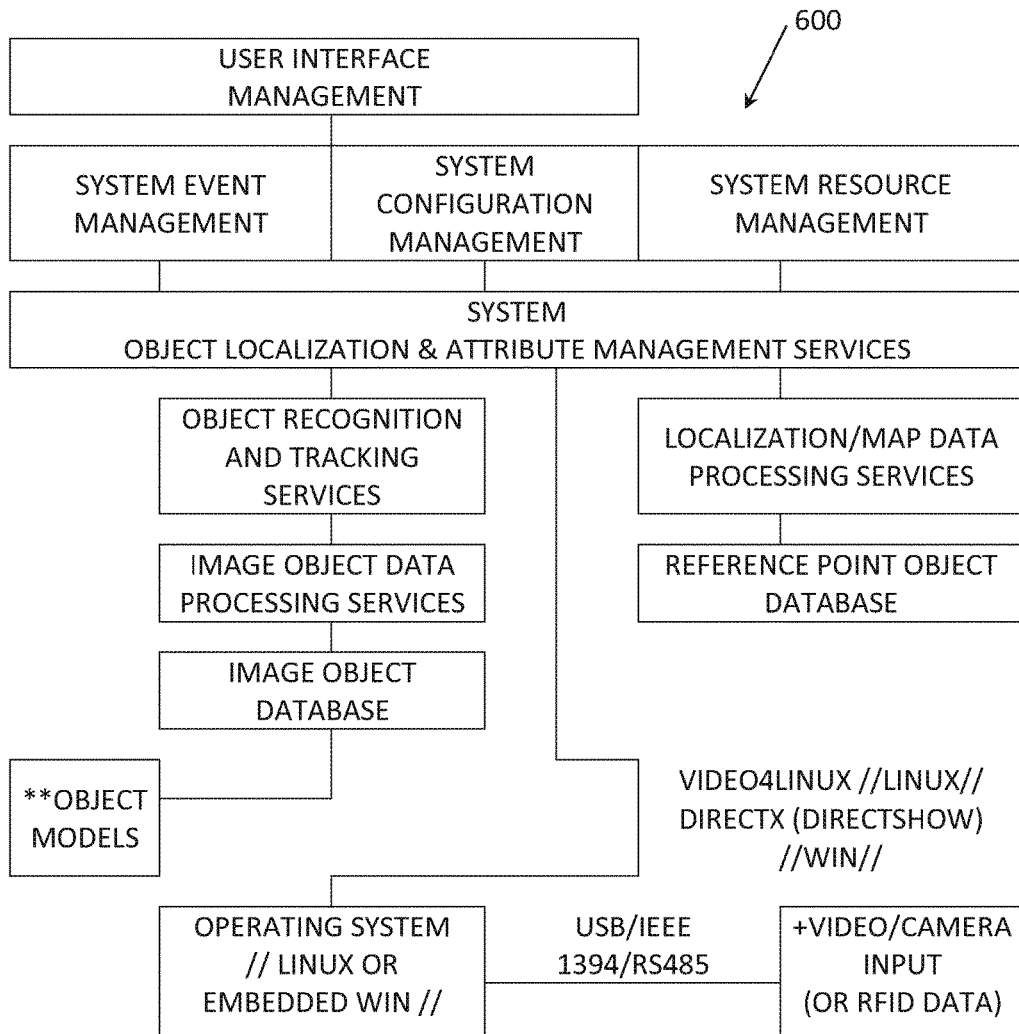 600
USER INTERFACE
MANAGEMENT
SYSTEM EVENT
MANAGEMENT
SYSTEM
CONFIGURATION
MANAGEMENT
SYSTEM RESOURCE
MANAGEMENT
SYSTEM
OBJECT LOCALIZATION & ATTRIBUTE MANAGEMENT SERVICES
OBJECT RECOGNITION
AND TRACKING
SERVICES
LOCALIZATION/MAP DATA
PROCESSING SERVICES
IMAGE OBJECT DATA
PROCESSING SERVICES
REFERENCE POINT OBJECT
DATABASE
IMAGE OBJECT
DATABASE
**OBJECT
MODELS
VIDEO4LINUX //LINUX//
DIRECTX (DIRECTSHOW)
//WIN//
OPERATING SYSTEM
// LINUX OR
EMBEDDED WIN //
USB/IEEE
1394/RS485
+VIDEO/CAMERA
INPUT
(OR RFID DATA)